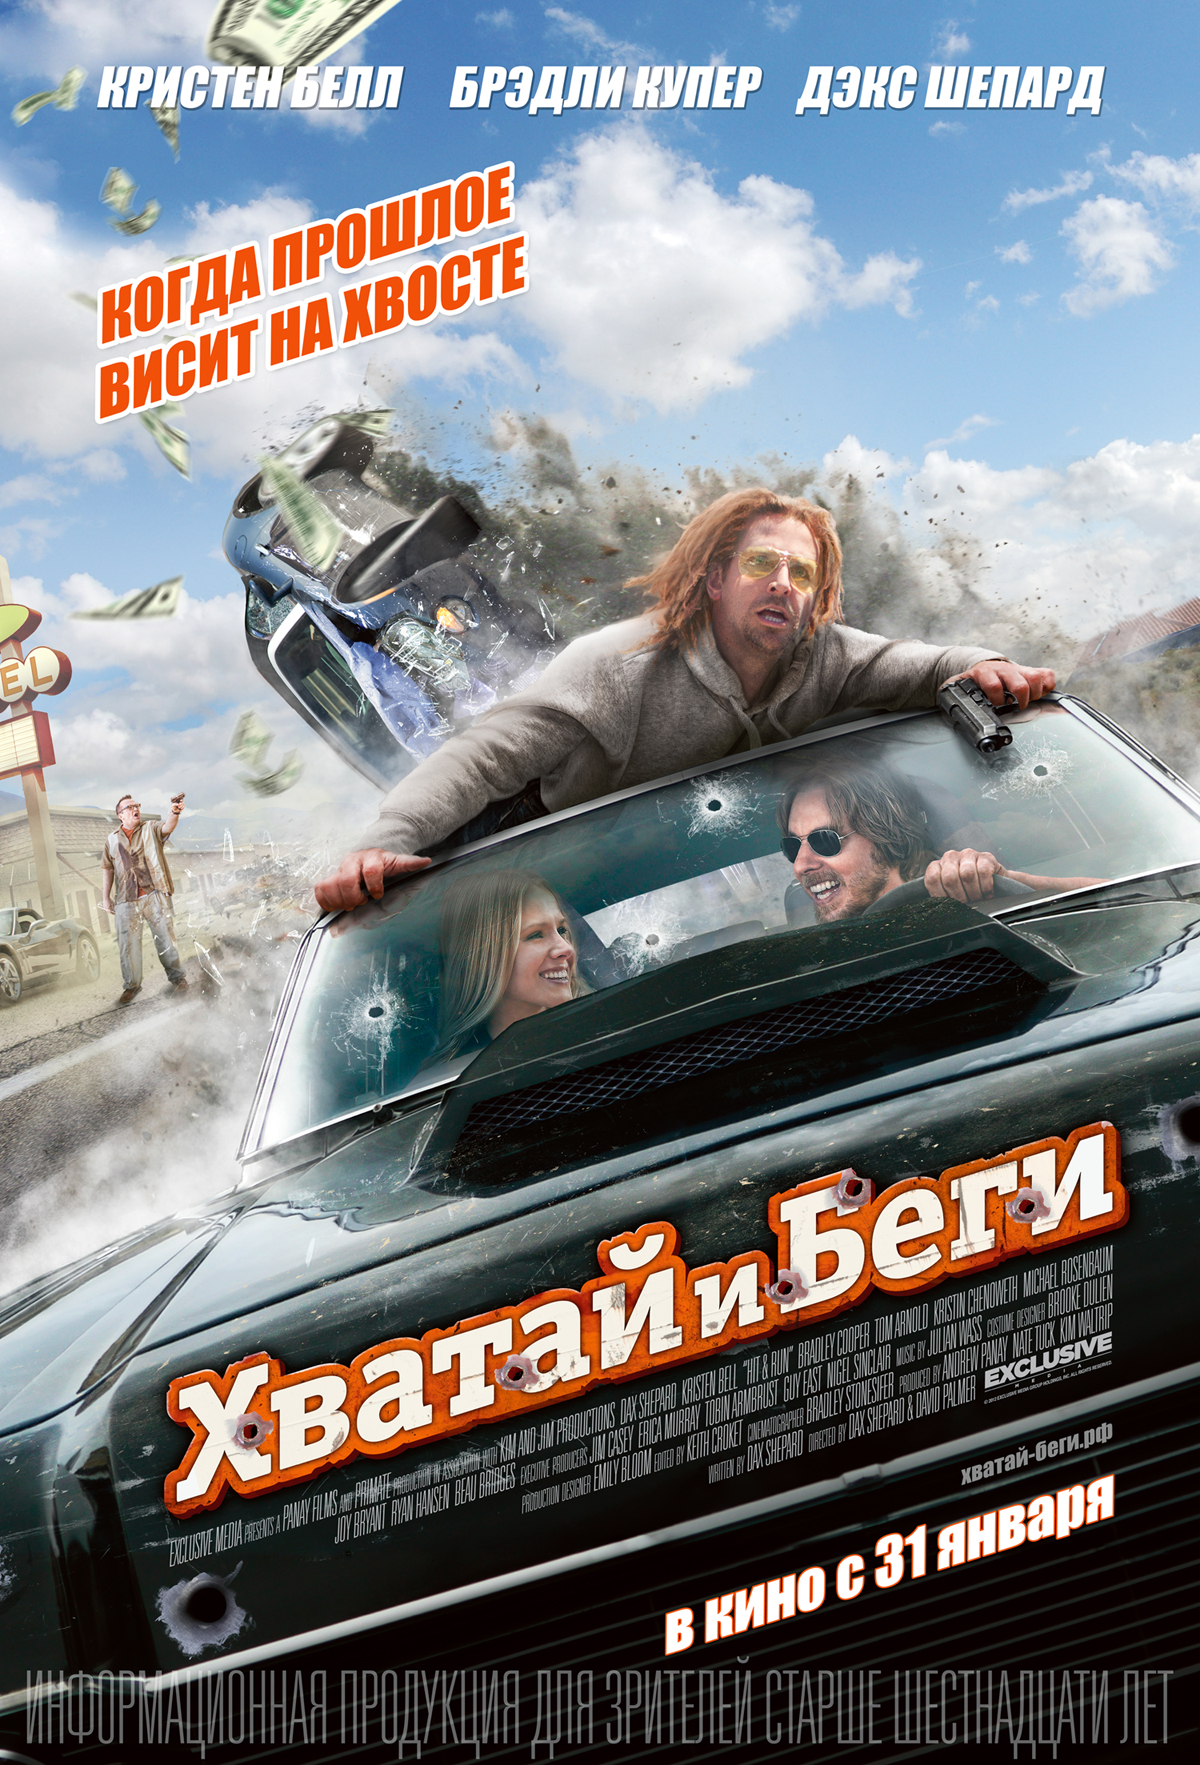 КРИСТЕН БЕЛЛ БРЭДЛИ КУПЕР ДЭКС ШЕПАРД
КОГДА ПРОШЛОЕ
ВИСИТ НА ХВОСТЕ
EL
Хватай и Беги
EXCLUSIVE MEDIA PRESENTS A PANAY FILMS AND PRIMATE PRODUCTION IN ASSOCIATION WITH KIM AND JIM PRODUCTIONS DAX SHEPARD KRISTEN BELL "HIT & RUN" BRADLEY COOPER TOM ARNOLD KRISTIN CHENOWETH MICHAEL ROSENBAUM
JOY BRYANT RYAN HANSEN BEAU BRIDGES EXECUTIVE PRODUCERS JIM CASEY ERICA MURRAY TOBIN ARMBRUST GUY EAST NIGEL SINCLAIR MUSIC BY JULIAN WASS COSTUME DESIGNER BROOKE DULIEN
PRODUCTION DESIGNER EMILY BLOOM EDITED BY KEITH CROKET CINEMATOGRAPHER BRADLEY STONESIFER PRODUCED BY ANDREW PANAY NATE TUCK KIM WALTRIP
WRITTEN BY DAX SHEPARD DIRECTED BY DAX SHEPARD & DAVID PALMER
EXCLUSIVE
MEDIA
хватай-беги.рф
в кино с 31 января
ИНФОРМАЦИОННАЯ ПРОДУКЦИЯ ДЛЯ ЗРИТЕЛЕЙ СТАРШЕ ШЕСТНАДЦАТИ ЛЕТ